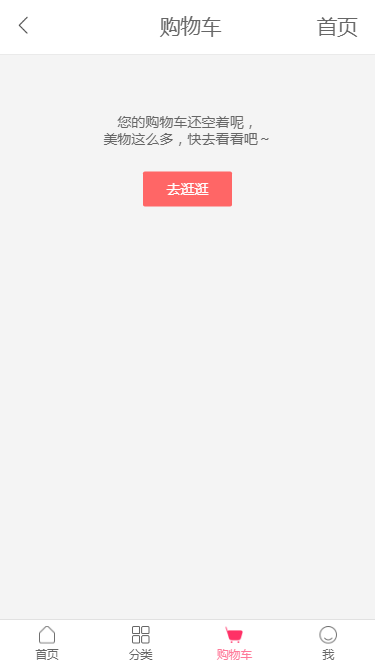 购物车
首页
您的购物车还空着呢，
美物这么多，快去看看吧～
去逛逛
首页
分类
购物车
我